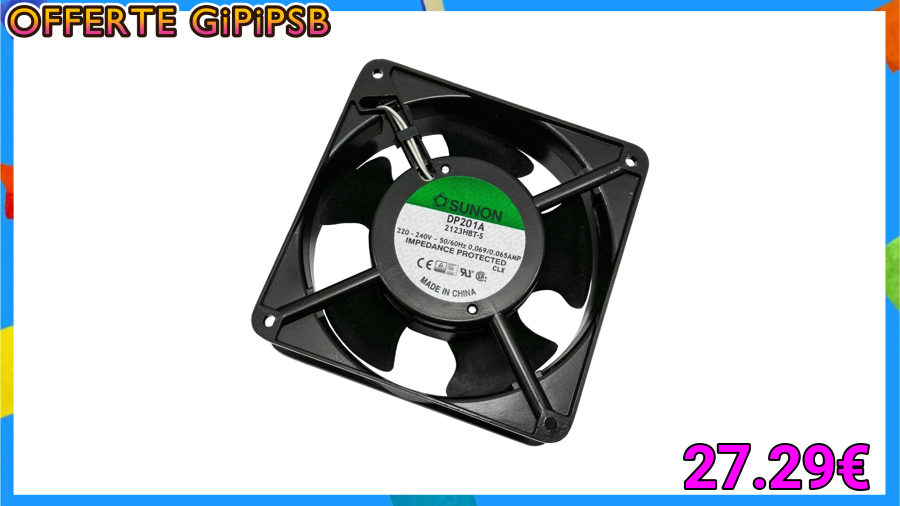 OFFERTE GiPiPSB
SUNON
DP201A
2123HBT-5
220 - 240V - 50/60Hz 0.069/0.065AMP
IMPEDANCE PROTECTED
CLX
CE
MADE IN CHINA
27.29€